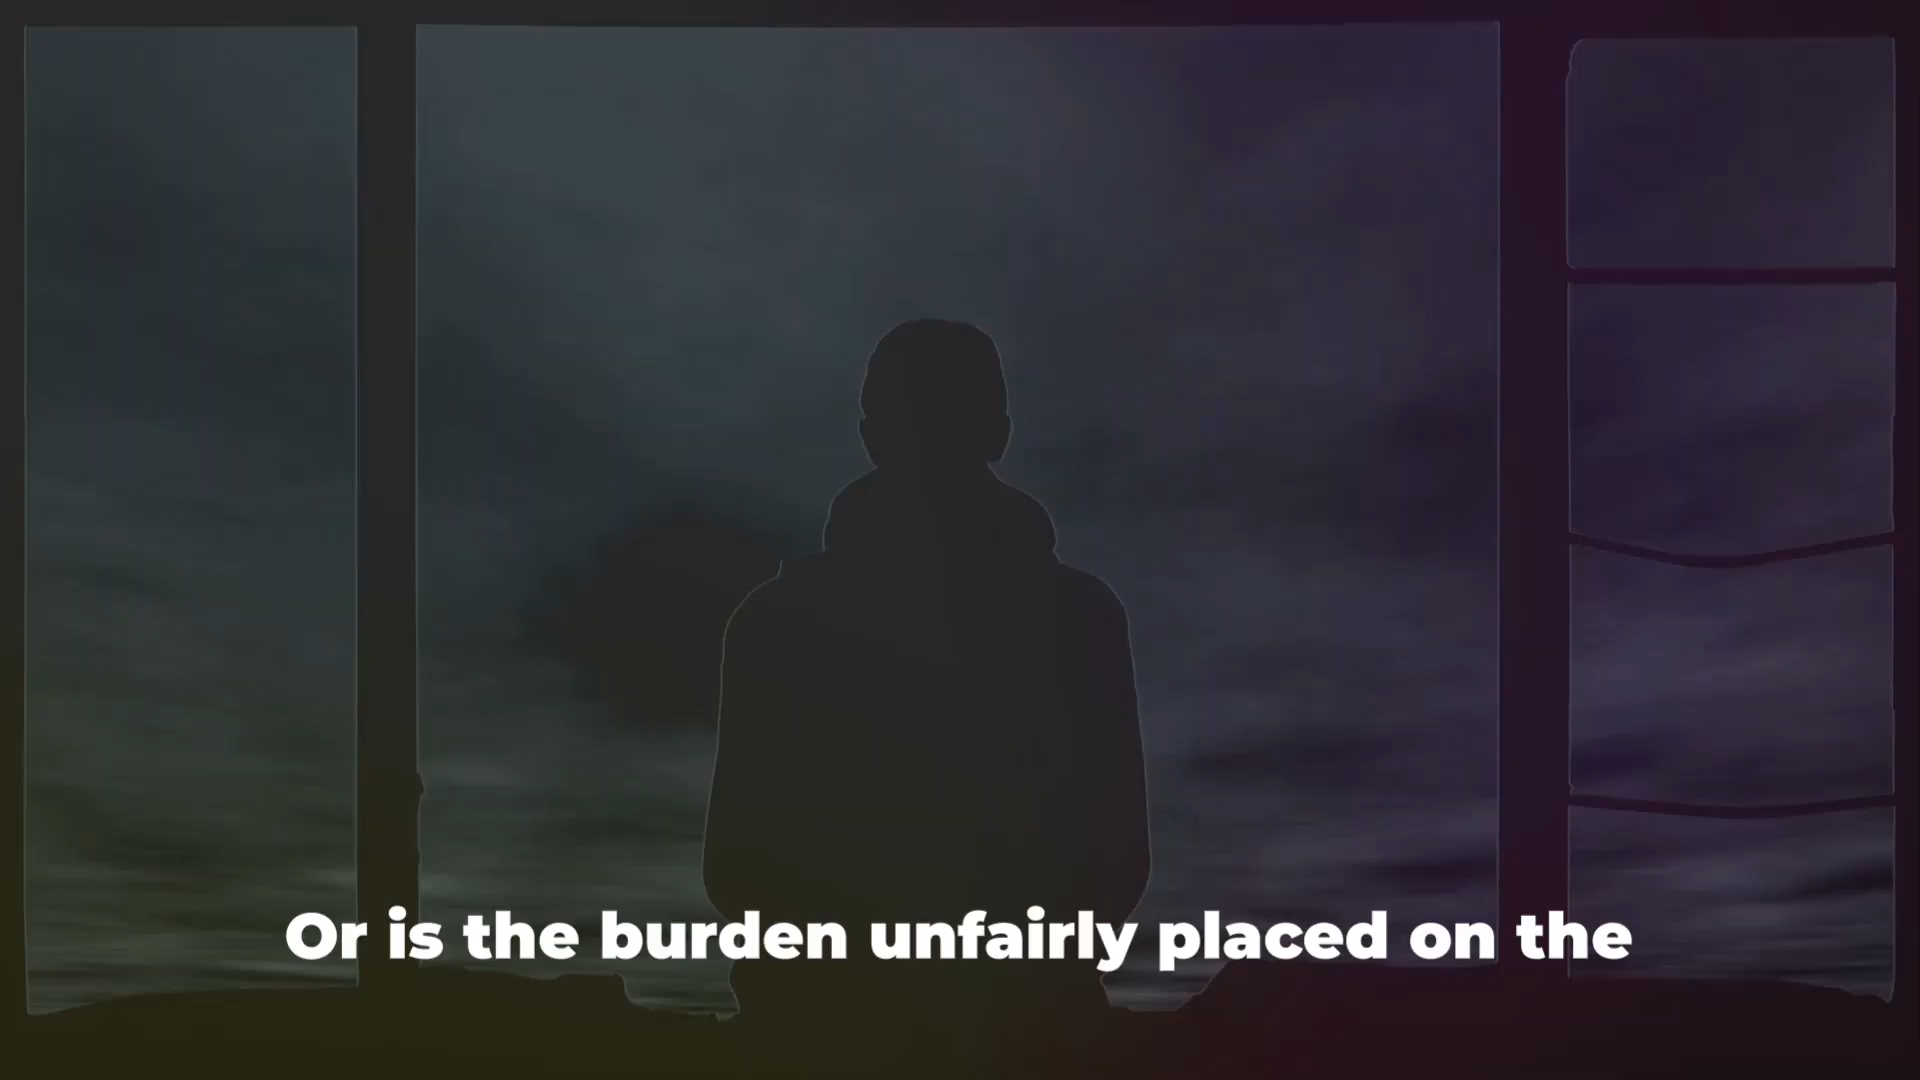 Or is the burden unfairly placed on the